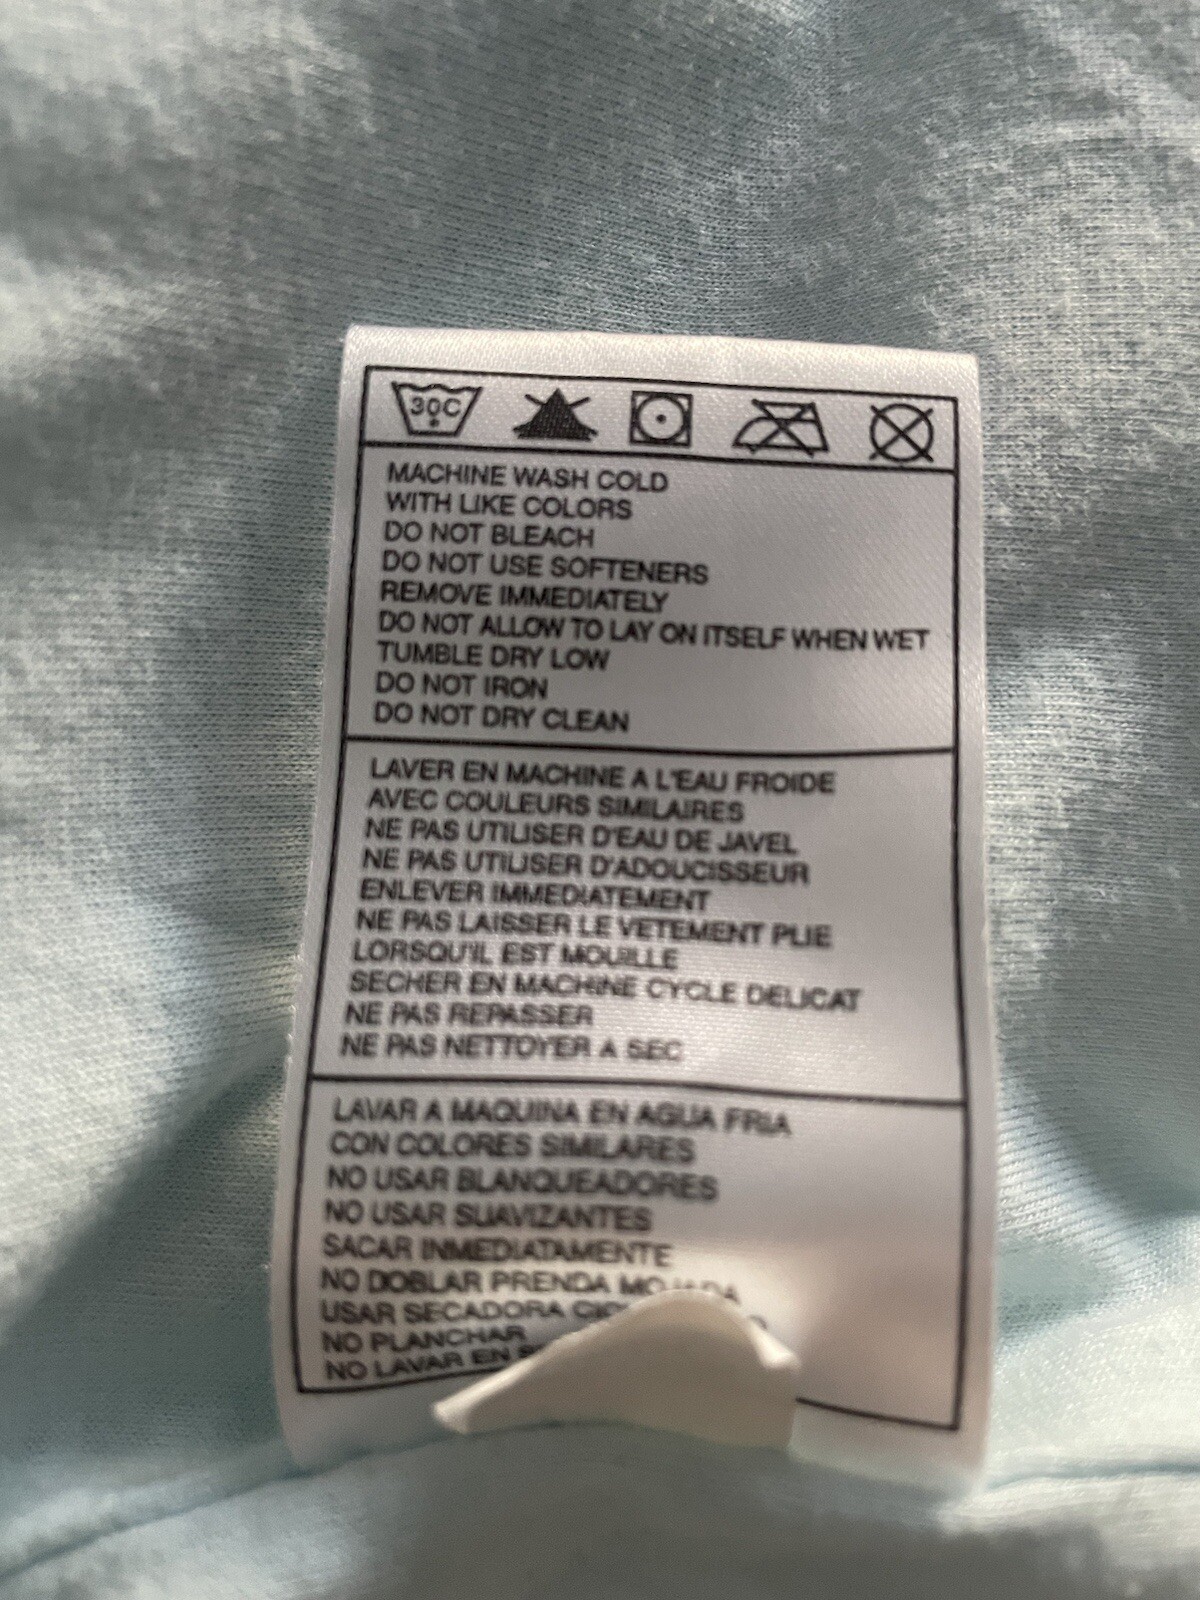 30C
MACHINE WASH COLD
WITH LIKE COLORS
DO NOT BLEACH
DO NOT USE SOFTENERS
REMOVE IMMEDIATELY
DO NOT ALLOW TO LAY ON ITSELF WHEN WET
TUMBLE DRY LOW
DO NOT IRON
DO NOT DRY CLEAN
LAVER EN MACHINE A L'EAU FROIDE
AVEC COULEURS SIMILAIRES
NE PAS UTILISER D'EAU DE JAVEL
NE PAS UTILISER D'ADOUCISSEUR
ENLEVER IMMEDIATEMENT
NE PAS LAISSER LE VETEMENT PLIE
LORSQU'IL EST MOUILLE
SECHER EN MACHINE CYCLE DELICAT
NE PAS REPASSER
NE PAS NETTOYER A SEC
LAVAR A MAQUINA EN AGUA FRIA
CON COLORES SIMILARES
NO USAR BLANQUEADORES
NO USAR SUAVIZANTES
SACAR INMEDIATAMENTE
NO DOBLAR PRENDA
USAR SECADORA
NO PLANCHAR
NO LAVAR EN